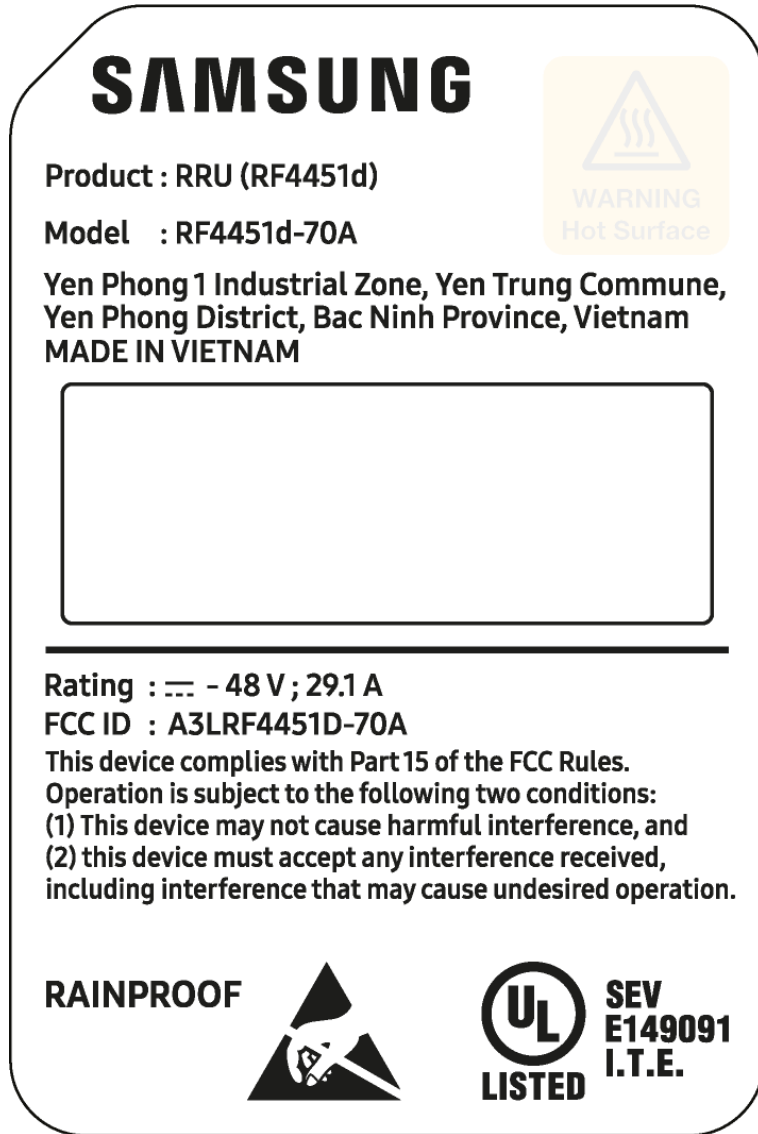 SAMSUNG
WARNING
Hot Surface
Product : RRU (RF4451d)
Model : RF4451d-70A
Yen Phong 1 Industrial Zone, Yen Trung Commune,
Yen Phong District, Bac Ninh Province, Vietnam
MADE IN VIETNAM
Rating : ⎓ - 48 V ; 29.1 A
FCC ID : A3LRF4451D-70A
This device complies with Part 15 of the FCC Rules.
Operation is subject to the following two conditions:
(1) This device may not cause harmful interference, and
(2) this device must accept any interference received,
including interference that may cause undesired operation.
RAINPROOF
UL
LISTED
SEV
E149091
I.T.E.